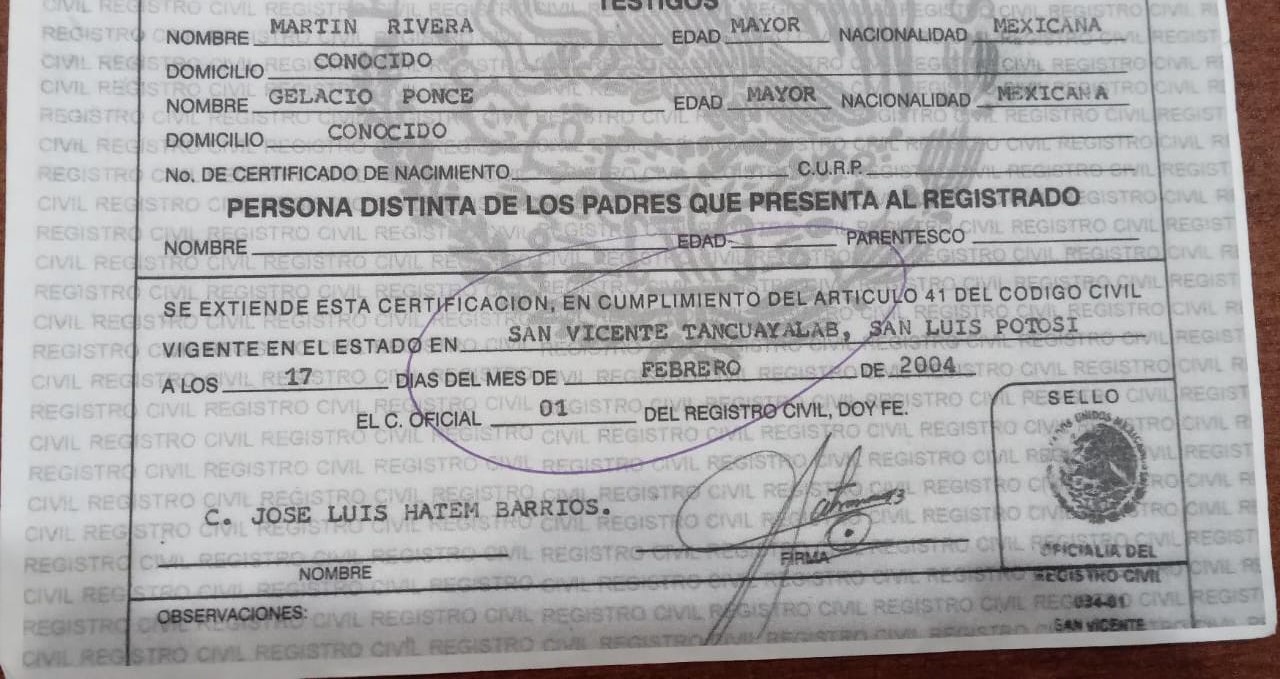 TESTIGOS
NOMBRE MARTIN RIVERA EDAD MAYOR NACIONALIDAD MEXICANA
DOMICILIO CONOCIDO
NOMBRE GELACIO PONCE EDAD MAYOR NACIONALIDAD MEXICANA
DOMICILIO CONOCIDO
No. DE CERTIFICADO DE NACIMIENTO C.U.R.P.
PERSONA DISTINTA DE LOS PADRES QUE PRESENTA AL REGISTRADO
NOMBRE EDAD PARENTESCO
SE EXTIENDE ESTA CERTIFICACION, EN CUMPLIMIENTO DEL ARTICULO 41 DEL CODIGO CIVIL
VIGENTE EN EL ESTADO EN SAN VICENTE TANCUAYALAB, SAN LUIS POTOSI
A LOS 17 DIAS DEL MES DE FEBRERO DE 2004
EL C. OFICIAL 01 DEL REGISTRO CIVIL, DOY FE.
SELLO
C. JOSE LUIS HATEM BARRIOS.
NOMBRE
FIRMA
OFICIALIA DEL
REGISTRO CIVIL
034-01
SAN VICENTE
OBSERVACIONES: